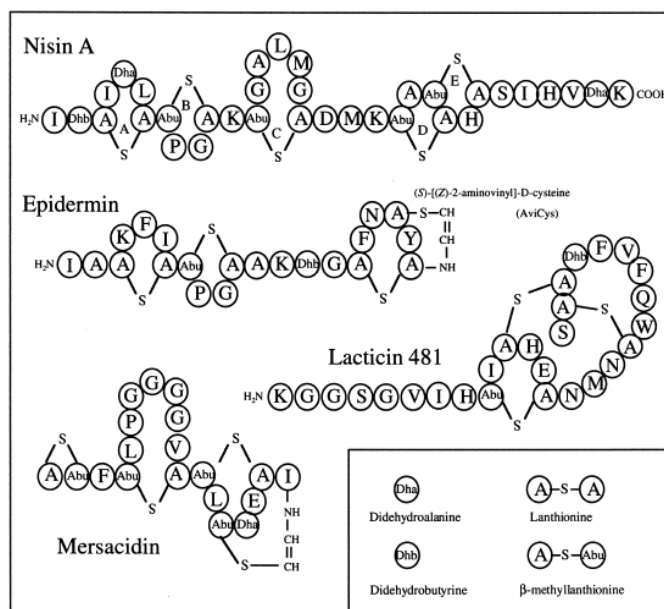 Nisin A
H₂N I Dhb A I Dha L A Abu P G A K Abu G A L M G A D M K Abu A Abu A H A S I H V Dha K COOH
A S B S C S D S E S
Epidermin
(S)-[(Z)-2-aminovinyl]-D-cysteine
(AviCys)
H₂N I A A K F I A Abu P G A A K Dhb G A F N A Y A
S S S S CH CH NH
Lacticin 481
H₂N K G G S G V I H Abu I A H E A N M N A W Q F V F Dhb A A S
S S S
Mersacidin
A Abu F Abu L P G G G G V A Abu L Abu Dha E A I
S S S S NH CH CH
Dha
A S A
Didehydroalanine
Lanthionine
Dhb
A S Abu
Didehydrobutyrine
β-methyllanthionine